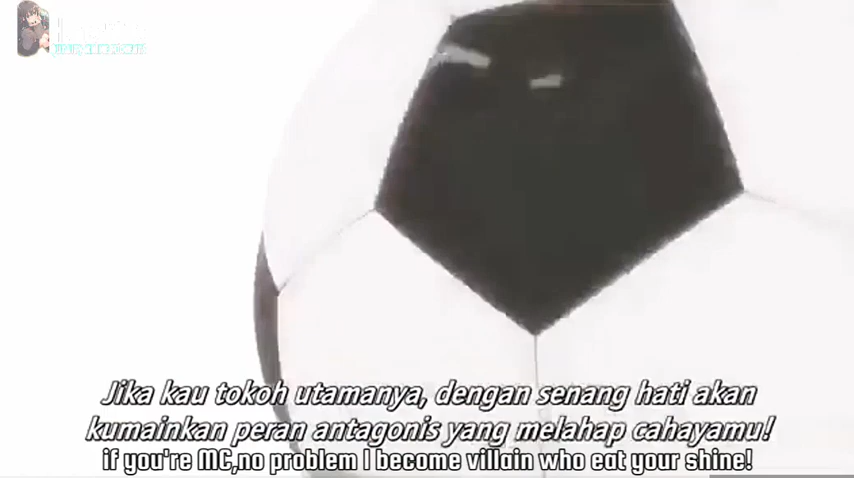 Jika kau tokoh utamanya, dengan senang hati akan
kumainkan peran antagonis yang melahap cahayamu!
if you're MC,no problem I become villain who eat your shine!